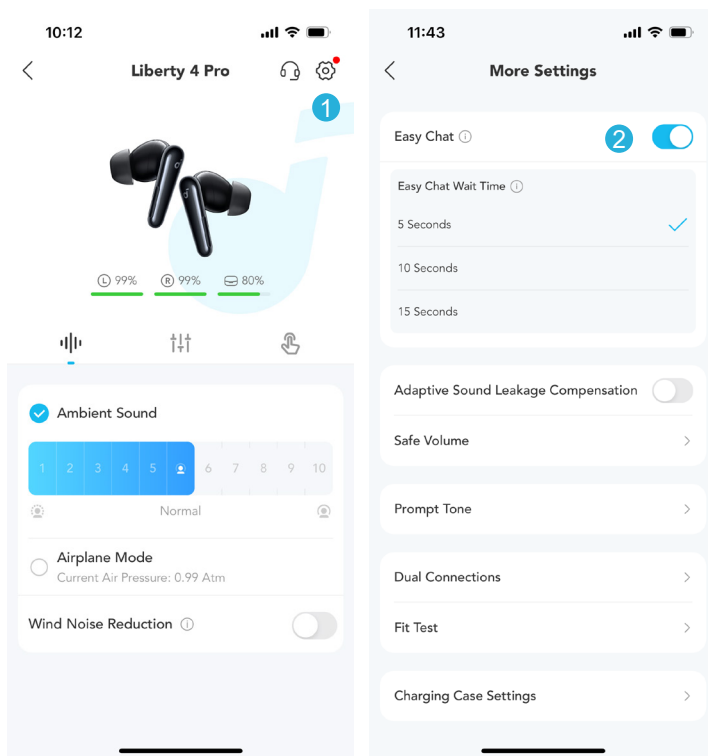 10:12
Liberty 4 Pro
1
L 99% R 99% 80%
Ambient Sound
1 2 3 4 5 6 7 8 9 10
Normal
Airplane Mode
Current Air Pressure: 0.99 Atm
Wind Noise Reduction
11:43
More Settings
Easy Chat
2
Easy Chat Wait Time
5 Seconds
10 Seconds
15 Seconds
Adaptive Sound Leakage Compensation
Safe Volume
Prompt Tone
Dual Connections
Fit Test
Charging Case Settings